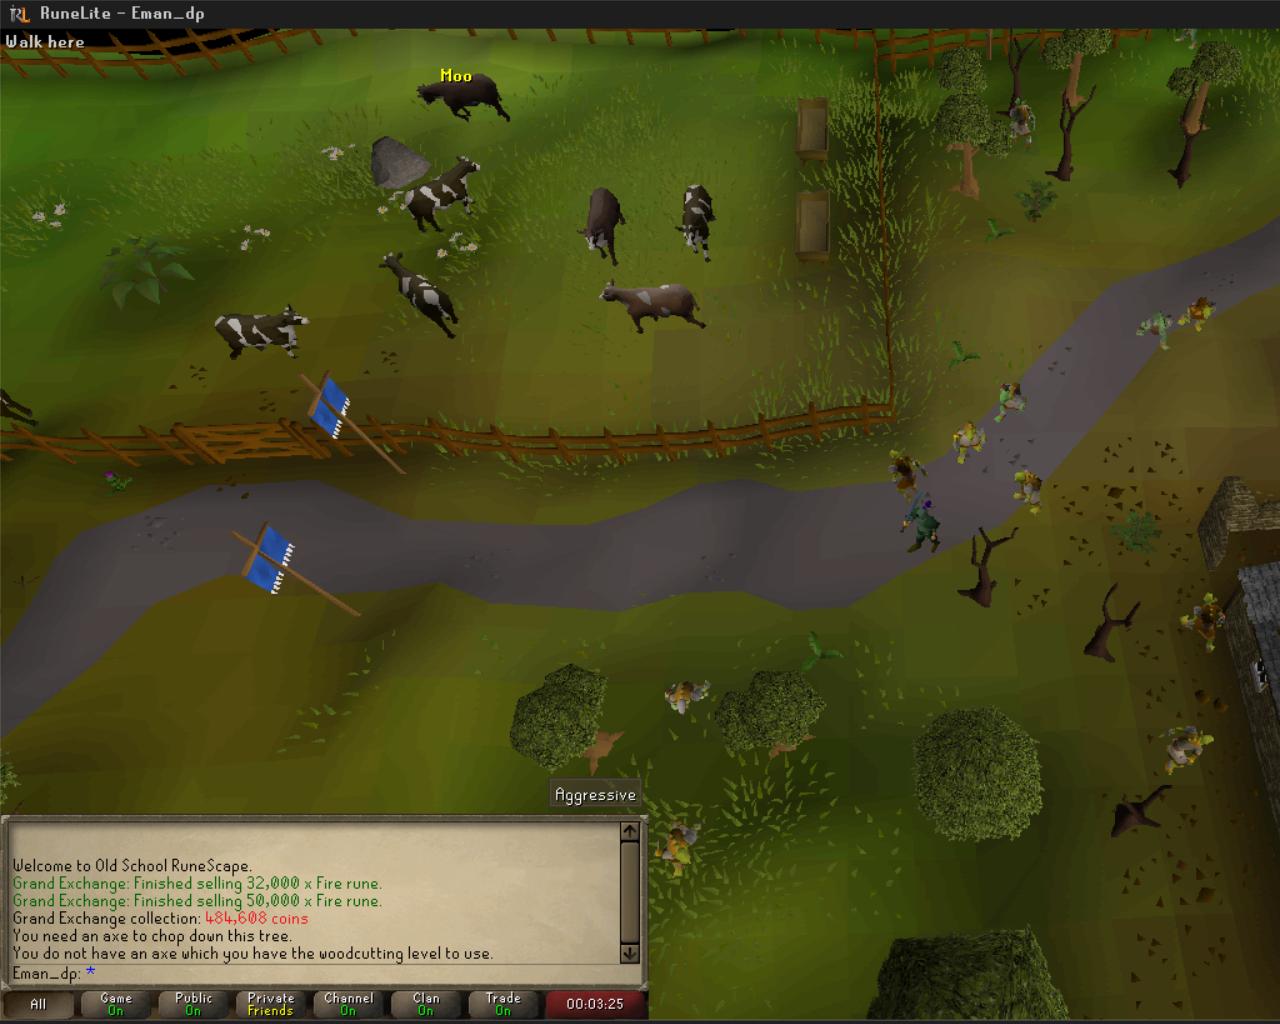 RuneLite - Eman_dp
Walk here
Moo
Aggressive
Welcome to Old School RuneScape.
Grand Exchange: Finished selling 32,000 x Fire rune.
Grand Exchange: Finished selling 50,000 x Fire rune.
Grand Exchange collection: 484,608 coins
You need an axe to chop down this tree.
You do not have an axe which you have the woodcutting level to use.
Eman_dp: *
All
Game
On
Public
On
Private
Friends
Channel
On
Clan
On
Trade
On
00:03:25